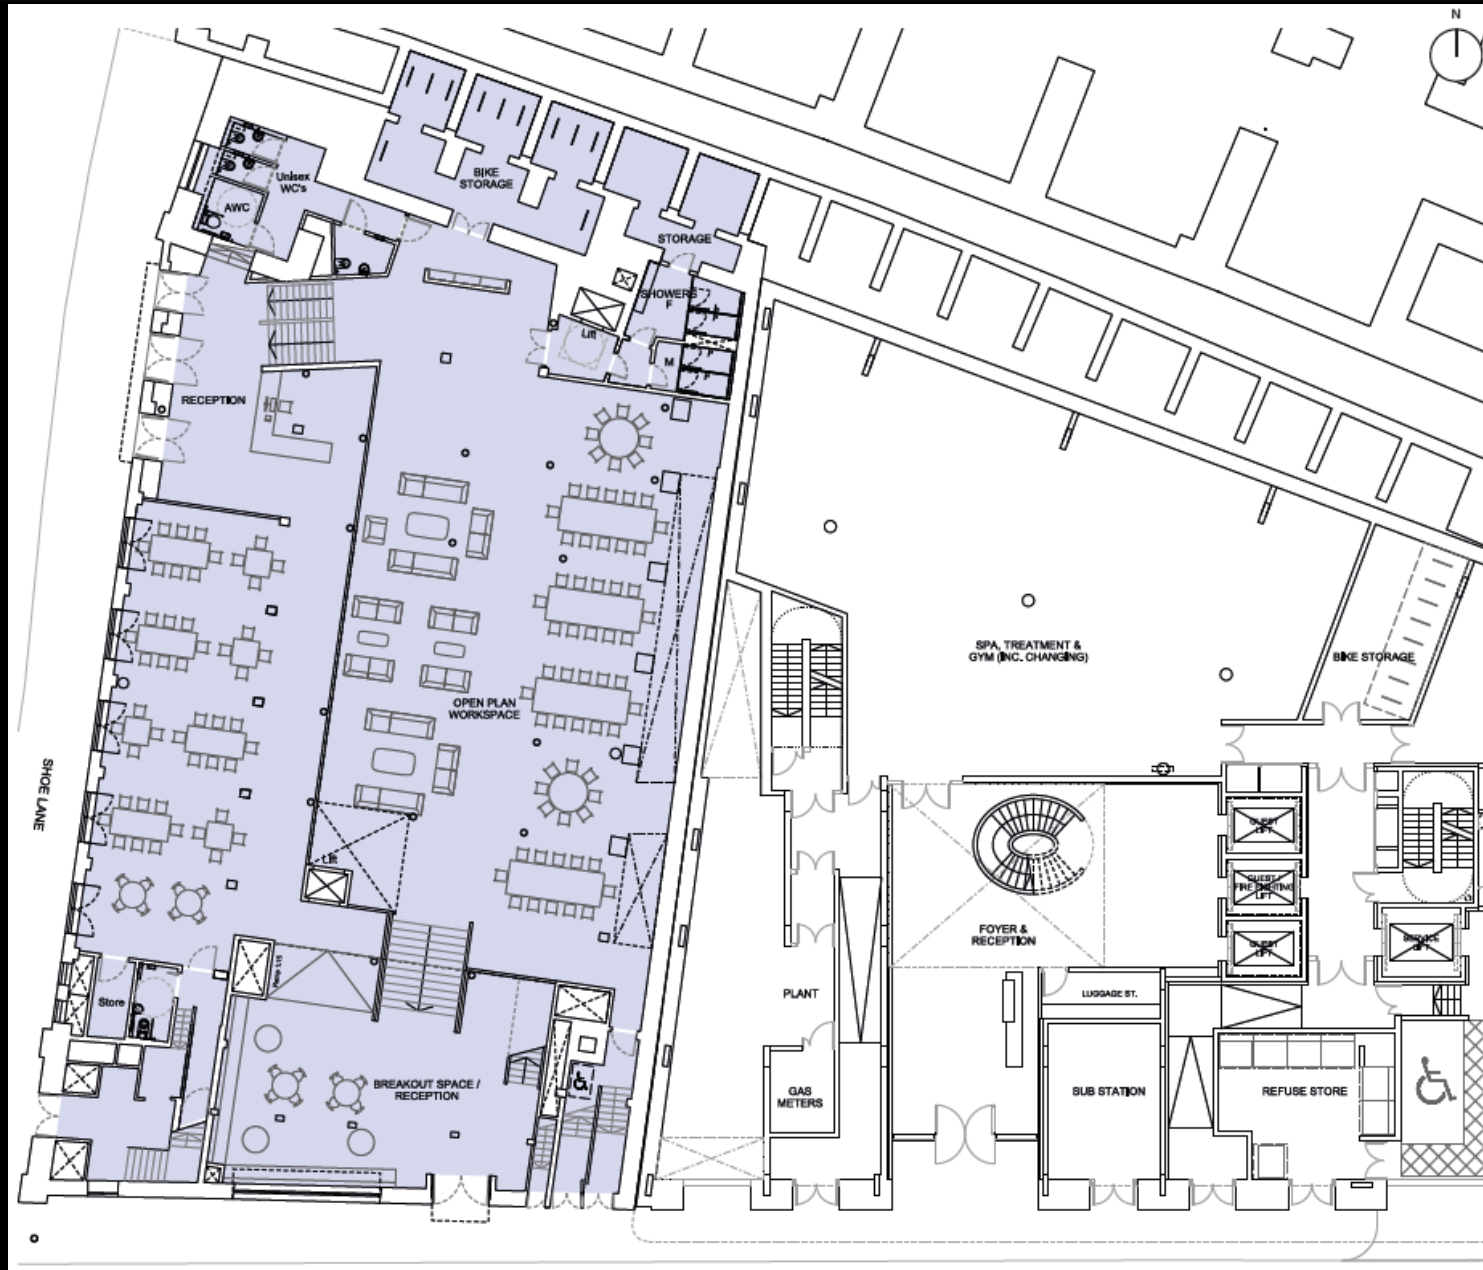 N
BIKE
STORAGE
Unisex
WC's
AWC
STORAGE
SHOWERS
F
Lift
M
F
F
RECEPTION
SPA, TREATMENT &
GYM (INC. CHANGING)
BIKE STORAGE
OPEN PLAN
WORKSPACE
SHOE LANE
Lift
GUEST
LIFT
GUEST /
FIRE FIGHTING
LIFT
GUEST
LIFT
SERVICE
LIFT
FOYER &
RECEPTION
Store
PLANT
LUGGAGE ST.
BREAKOUT SPACE /
RECEPTION
GAS
METERS
SUB STATION
REFUSE STORE